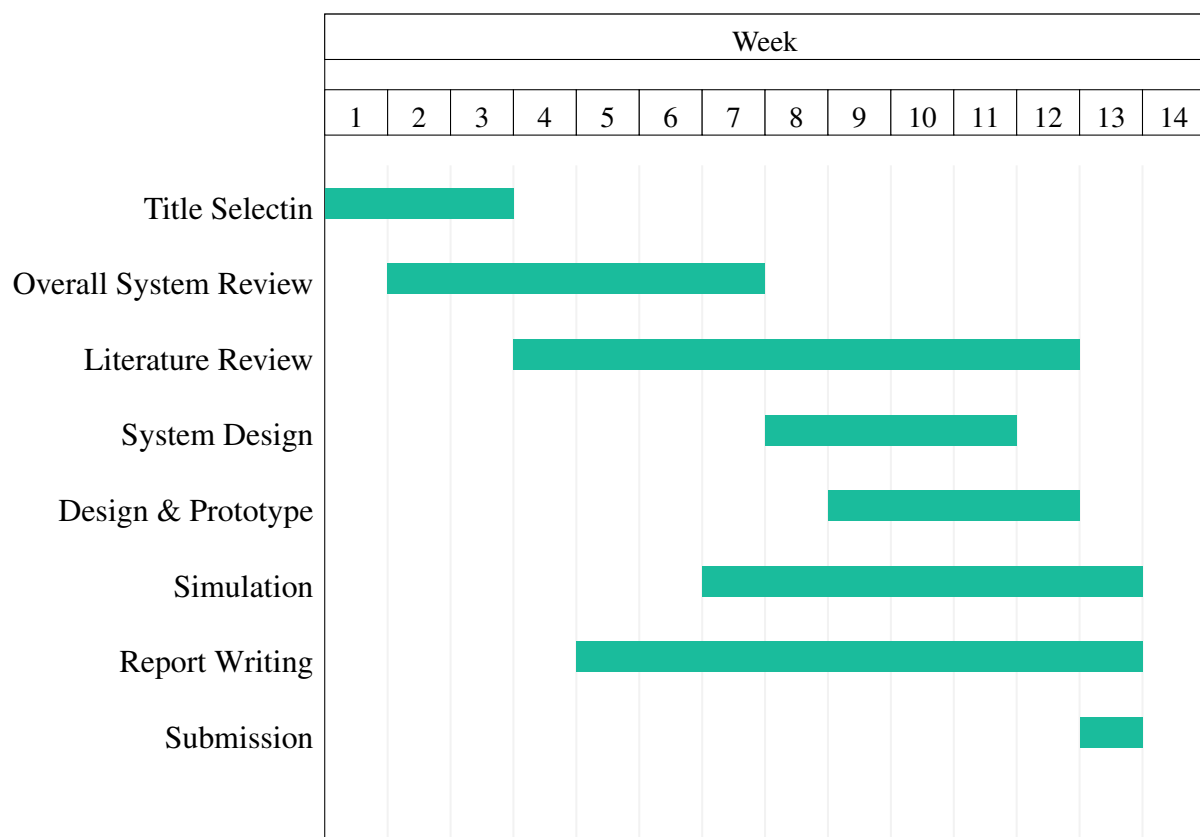 Week
1 2 3 4 5 6 7 8 9 10 11 12 13 14
Title Selectin
Overall System Review
Literature Review
System Design
Design & Prototype
Simulation
Report Writing
Submission